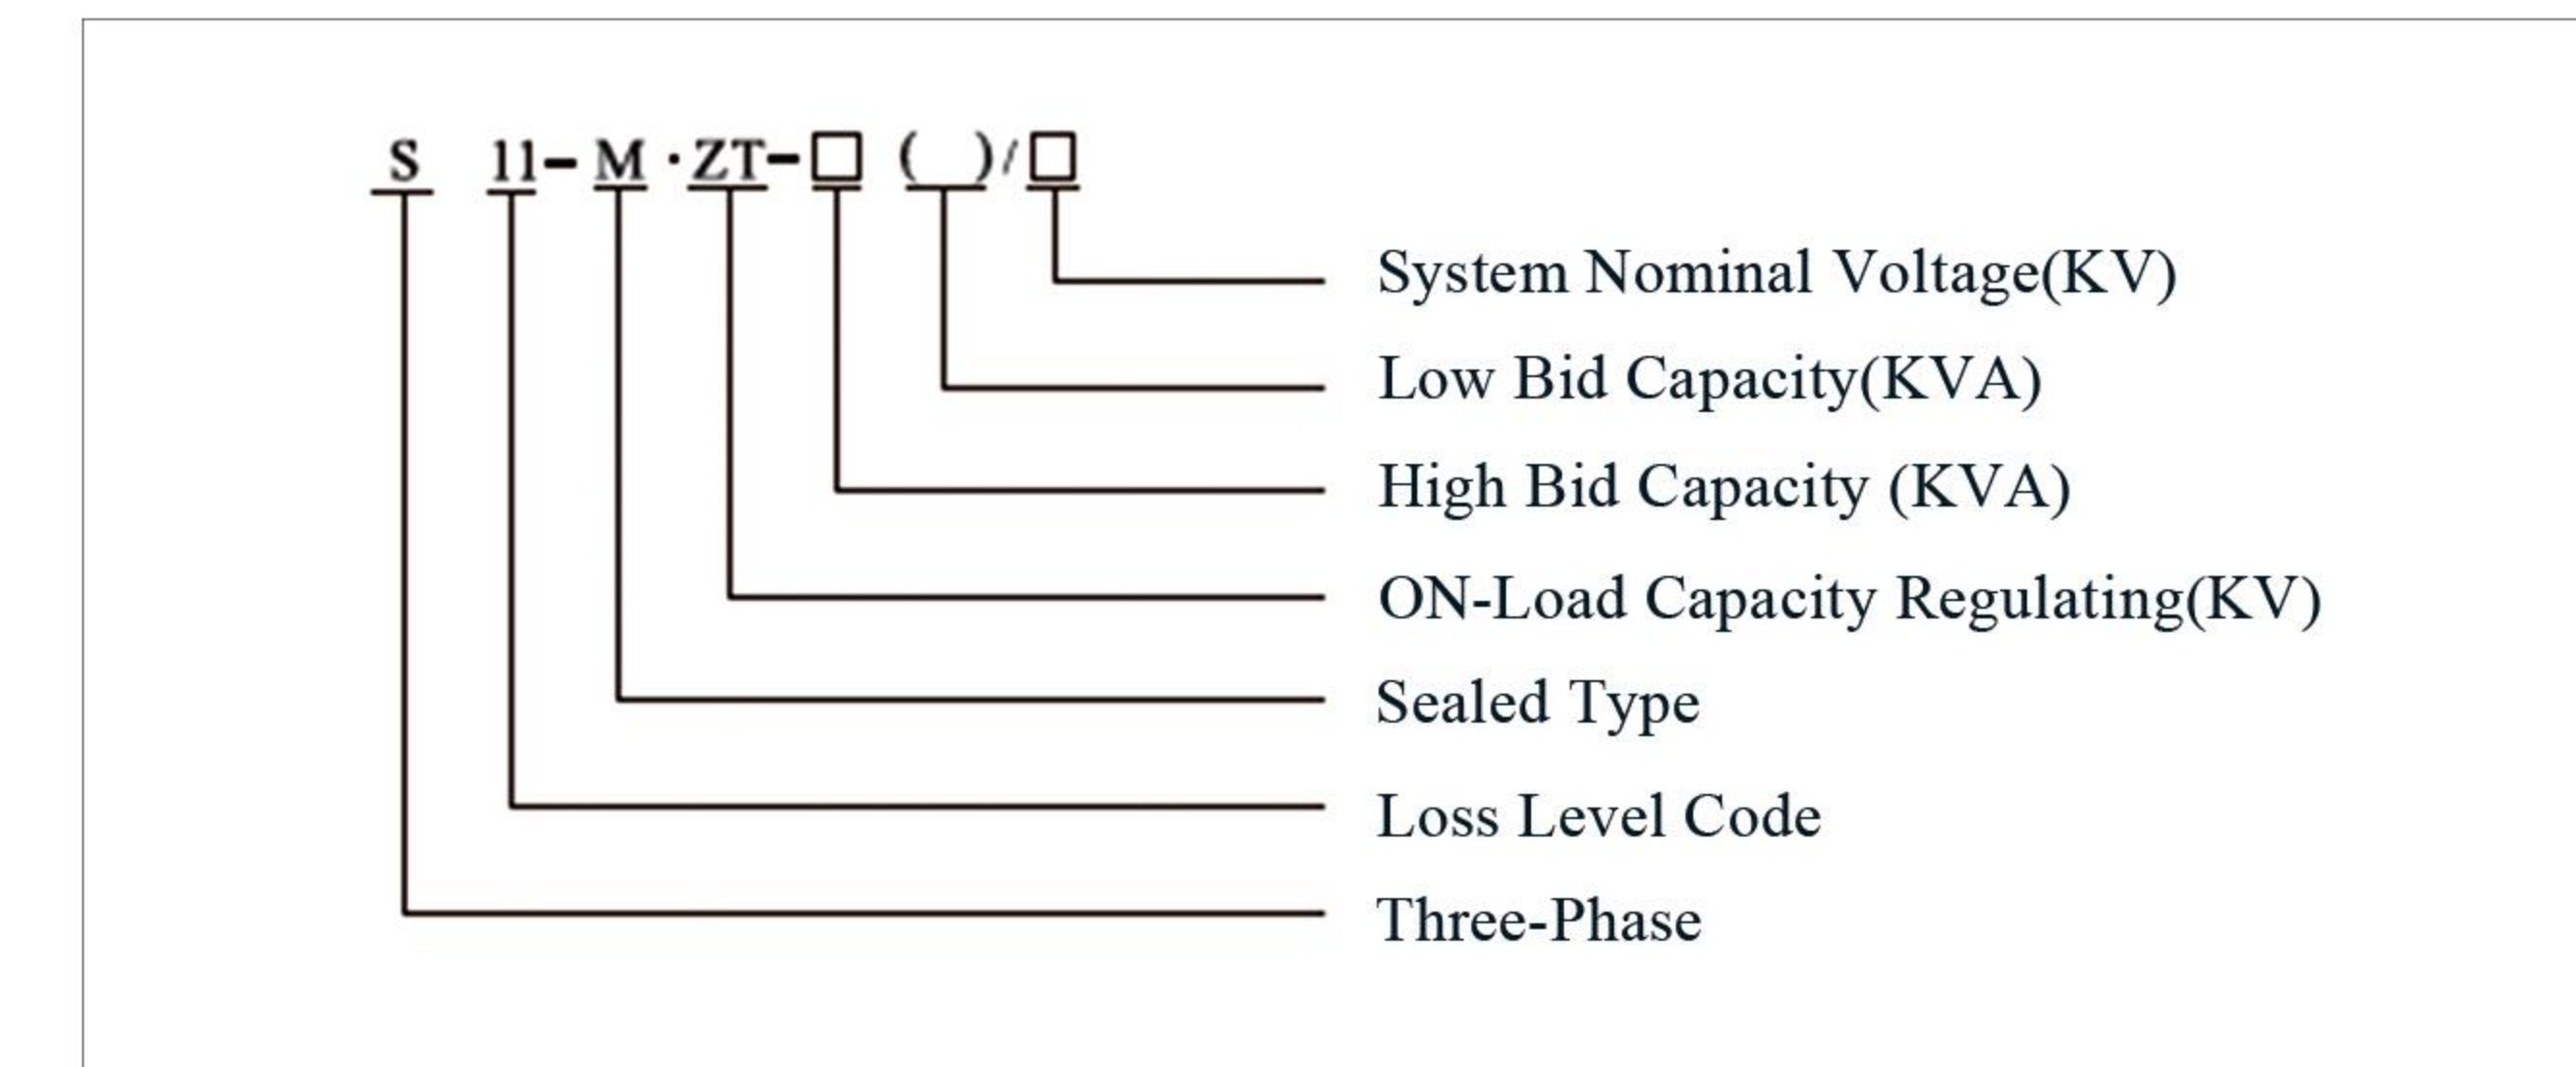 S 11-M·ZT-□ ( )/□
System Nominal Voltage(KV)
Low Bid Capacity(KVA)
High Bid Capacity (KVA)
ON-Load Capacity Regulating(KV)
Sealed Type
Loss Level Code
Three-Phase